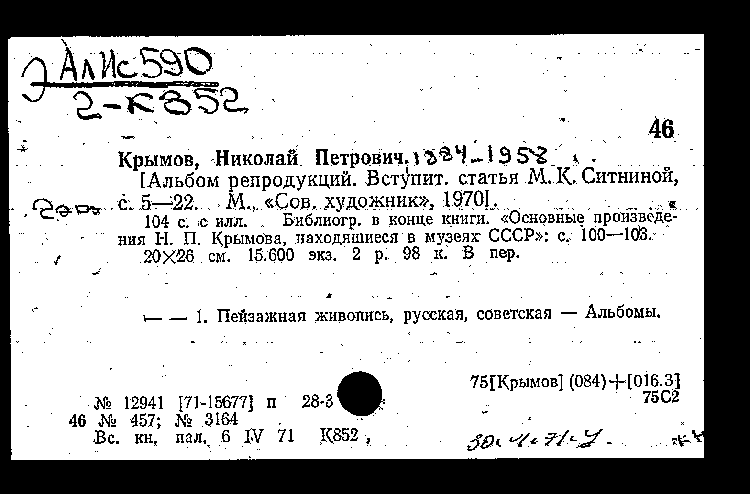 Э АлИс590
2-К852
46
Крымов, Николай Петрович. 1884-1958
[Альбом репродукций. Вступит. статья М. К. Ситниной,
с. 5—22. М., «Сов. художник», 1970].
104 с. с илл. Библиогр. в конце книги. «Основные произведе-
ния Н. П. Крымова, находящиеся в музеях СССР»: с. 100—103.
20×26 см. 15.600 экз. 2 р. 98 к. В пер.
— — 1. Пейзажная живопись, русская, советская — Альбомы.
75[Крымов] (084)+[016.3]
75С2
№ 12941 [71-15677] п 28-3
46 № 457; № 3164
Вс. кн. пал. 6 IV 71 К852